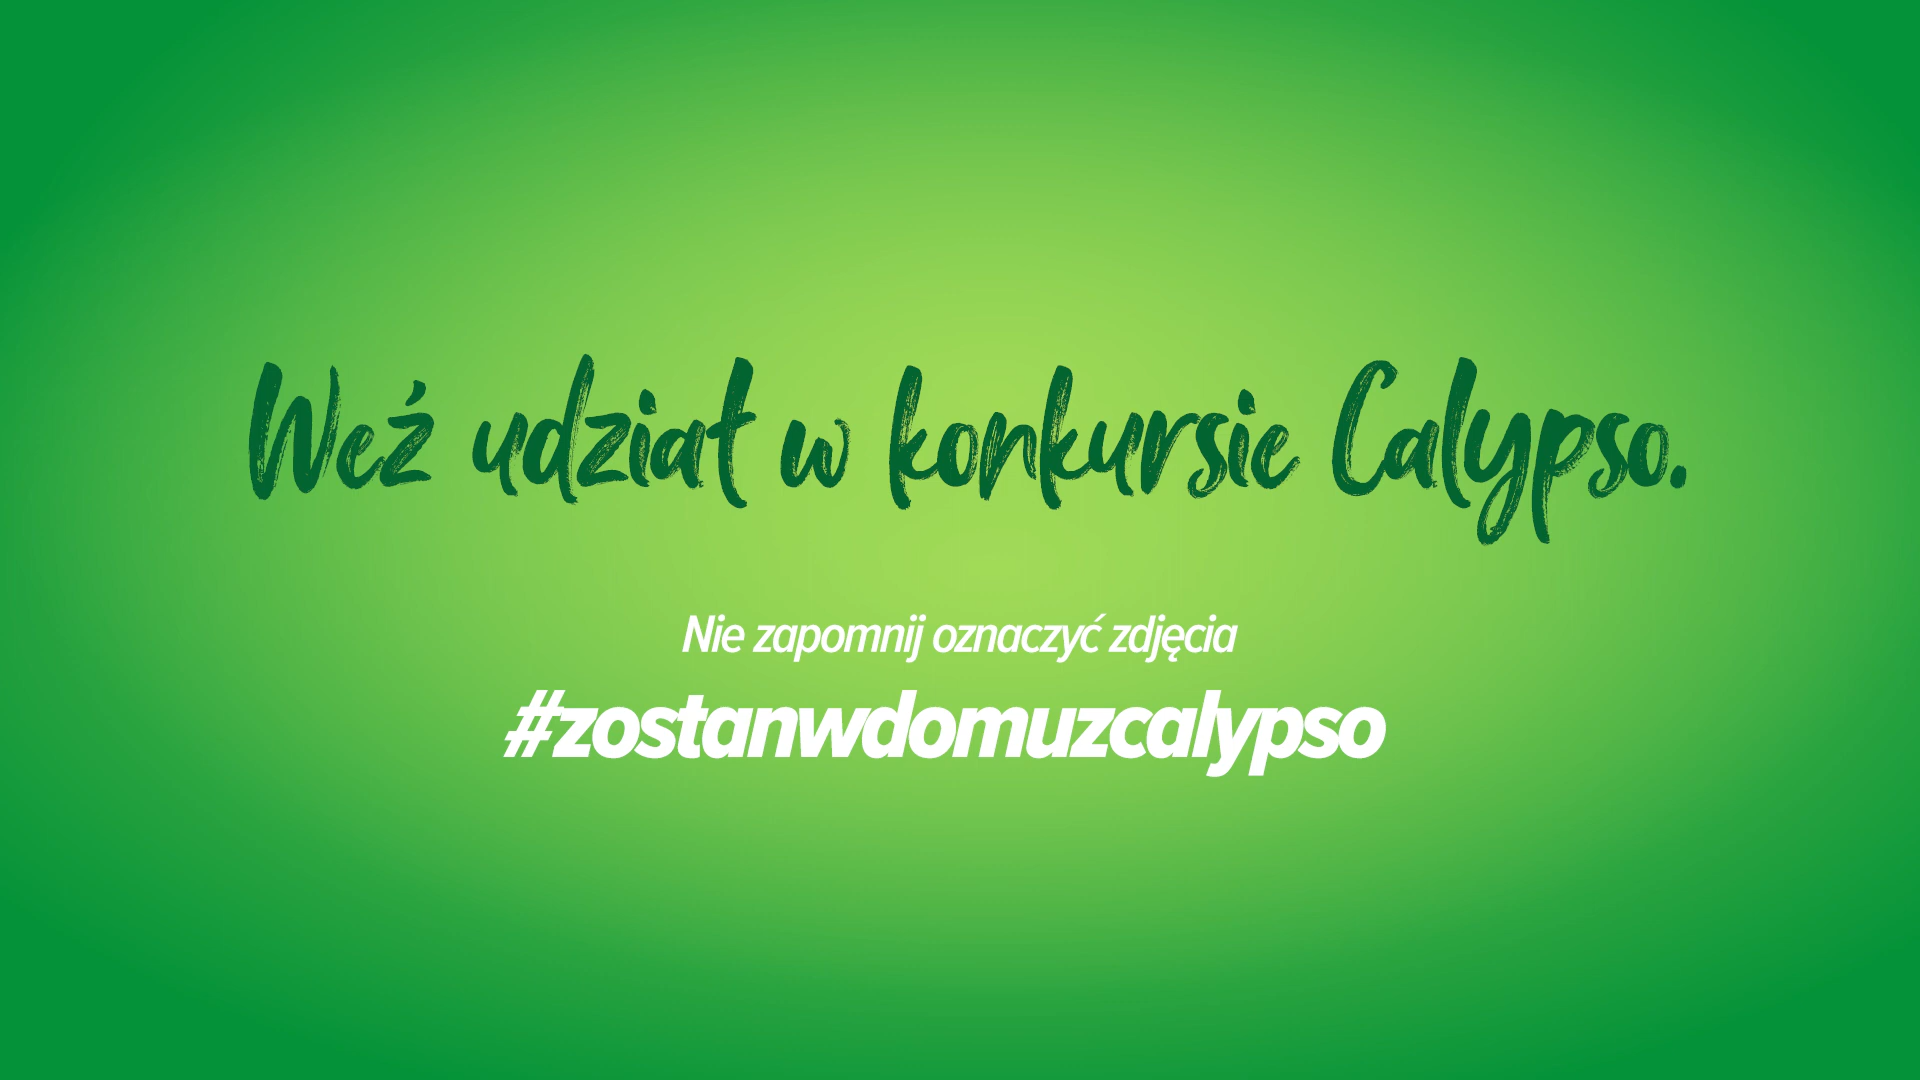 Weź udział w konkursie Calypso.
Nie zapomnij oznaczyć zdjęcia
#zostanwdomuzcalypso